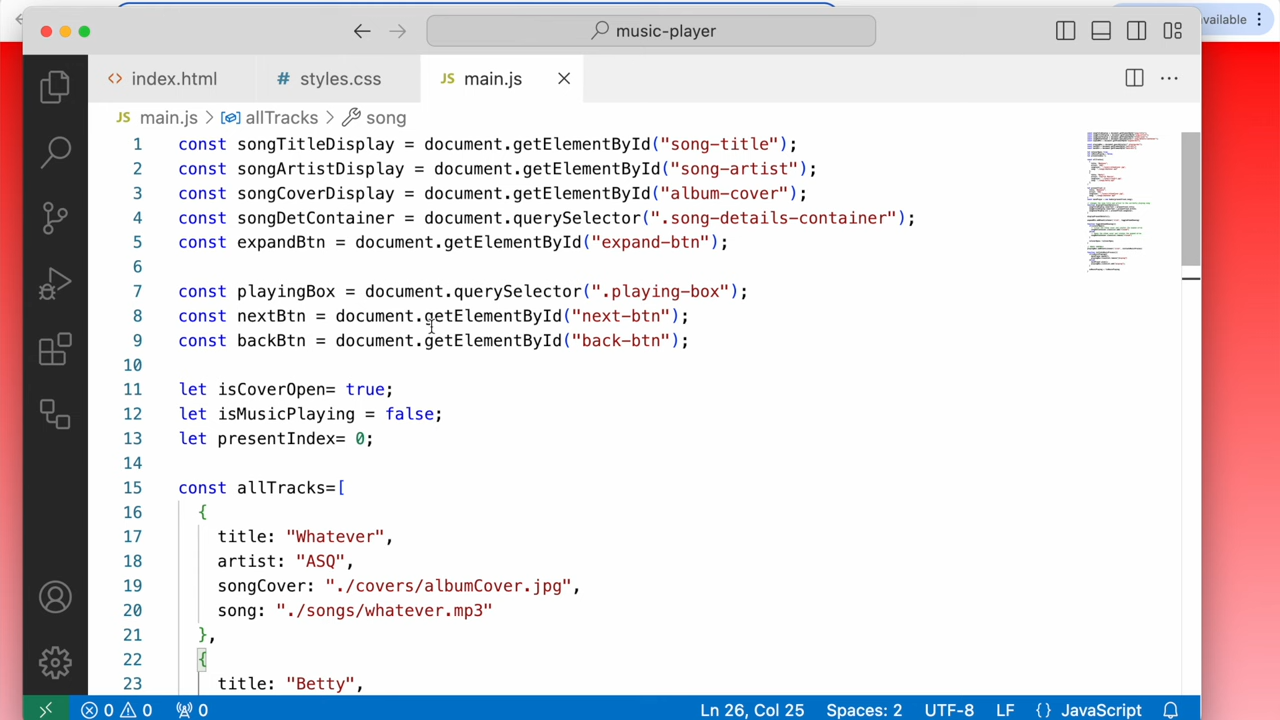 vailable
music-player
index.html
# styles.css
JS main.js
JS main.js > allTracks > song
1 const songTitleDisplay = document.getElementById("song-title");
2 const songArtistDisplay = document.getElementById("song-artist");
3 const songCoverDisplay = document.getElementById("album-cover");
4 const songDetContainer = document.querySelector(".song-details-container");
5 const expandBtn = document.getElementById("expand-btn");
6
7 const playingBox = document.querySelector(".playing-box");
8 const nextBtn = document.getElementById("next-btn");
9 const backBtn = document.getElementById("back-btn");
10
11 let isCoverOpen= true;
12 let isMusicPlaying = false;
13 let presentIndex= 0;
14
15 const allTracks=[
16 {
17 title: "Whatever",
18 artist: "ASQ",
19 songCover: "./covers/albumCover.jpg",
20 song: "./songs/whatever.mp3"
21 },
22 {
23 title: "Betty",
0 0 0 Ln 26, Col 25 Spaces: 2 UTF-8 LF {} JavaScript